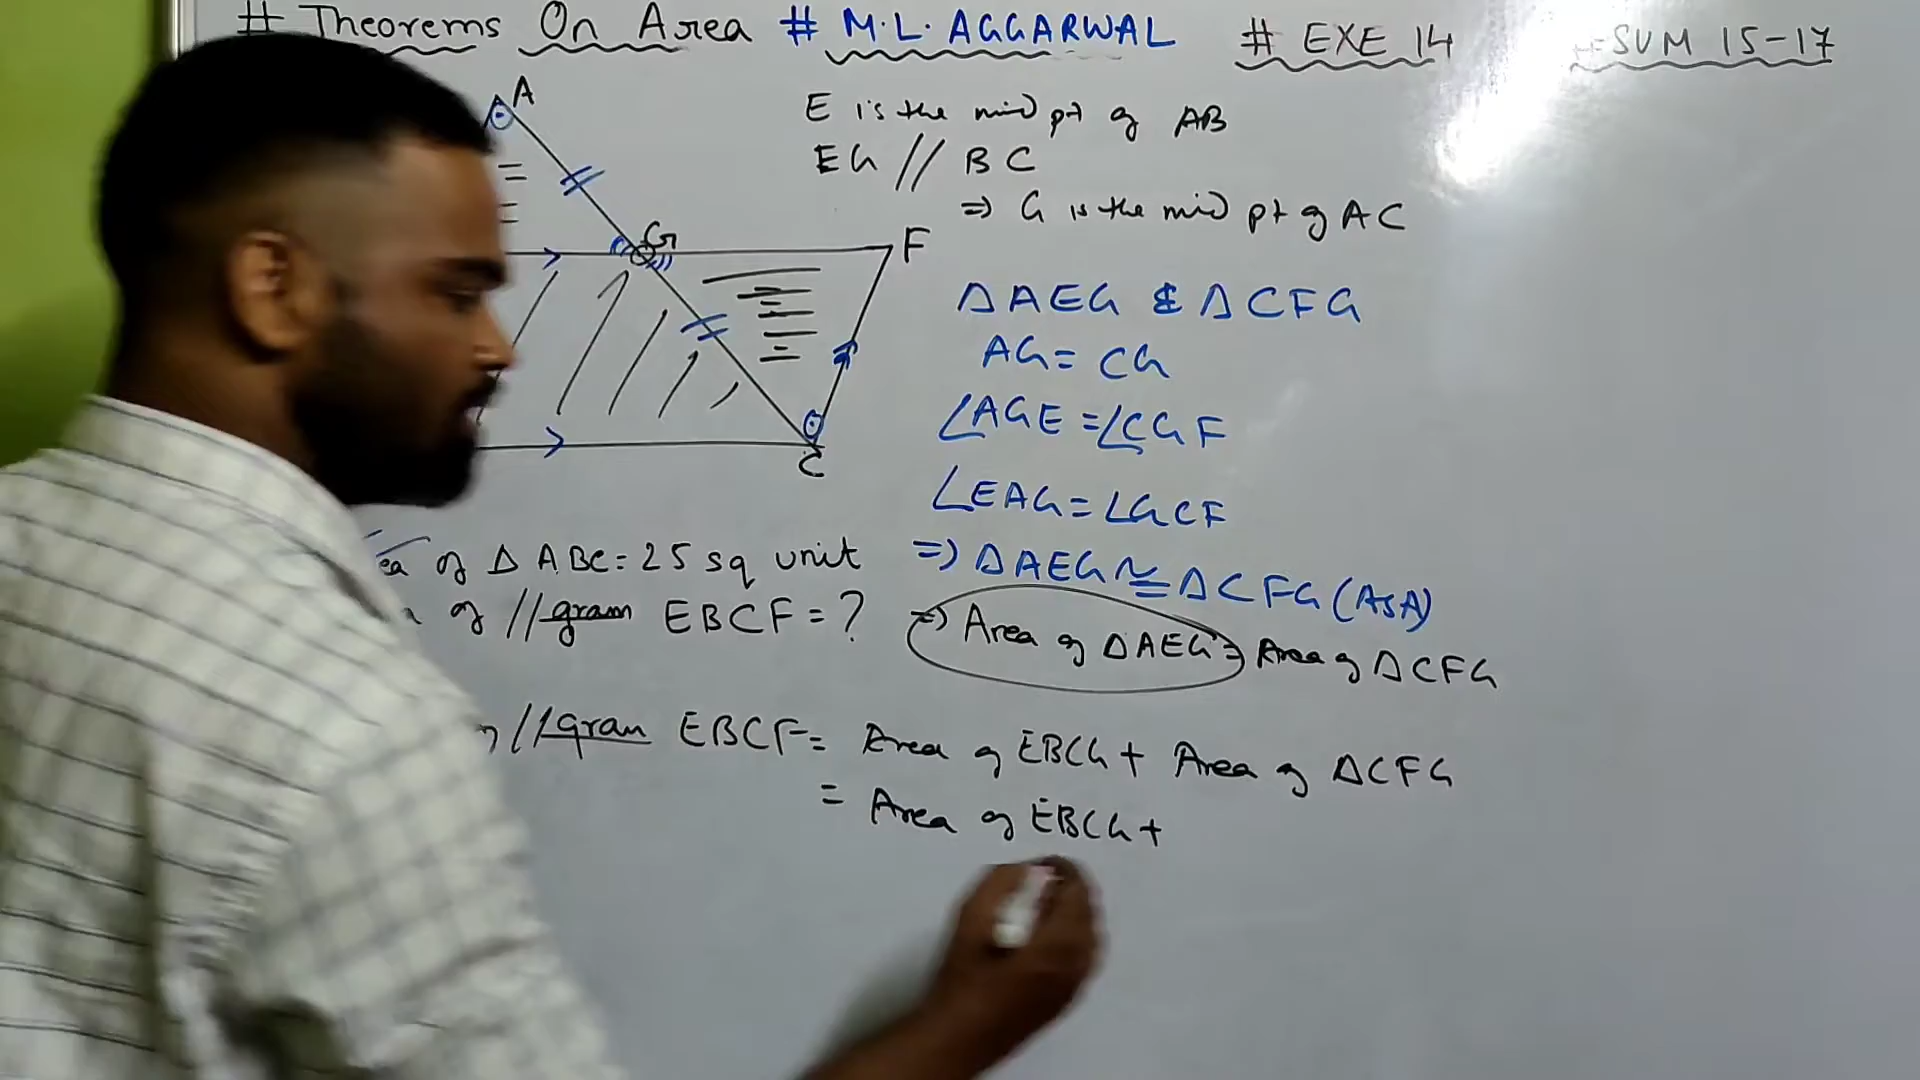 # Theorems On Area # M.L. AGGARWAL # EXE 14 # SUM 15-17
A
G
F
C
E is the mid pt of AB
EG // BC
=> G is the mid pt of AC
Δ AEG & Δ CFG
AG = CG
∠AGE = ∠CGF
∠EAG = ∠GCF
=> Δ AEG ≅ Δ CFG (ASA)
=> Area of Δ AEG = Area of Δ CFG
of Δ ABC = 25 sq unit
of //gram EBCF = ?
//gram EBCF = Area of EBCG + Area of Δ CFG
= Area of EBCG +